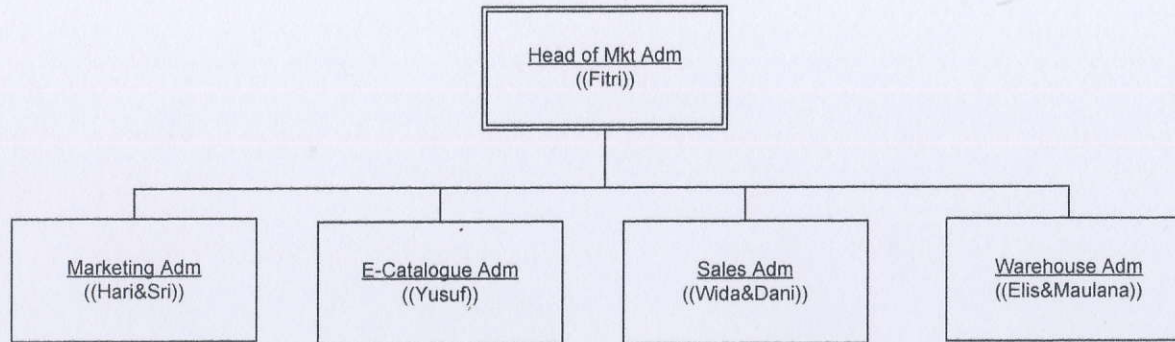 Head of Mkt Adm
((Fitri))
Marketing Adm
((Hari&Sri))
E-Catalogue Adm
((Yusuf))
Sales Adm
((Wida&Dani))
Warehouse Adm
((Elis&Maulana))